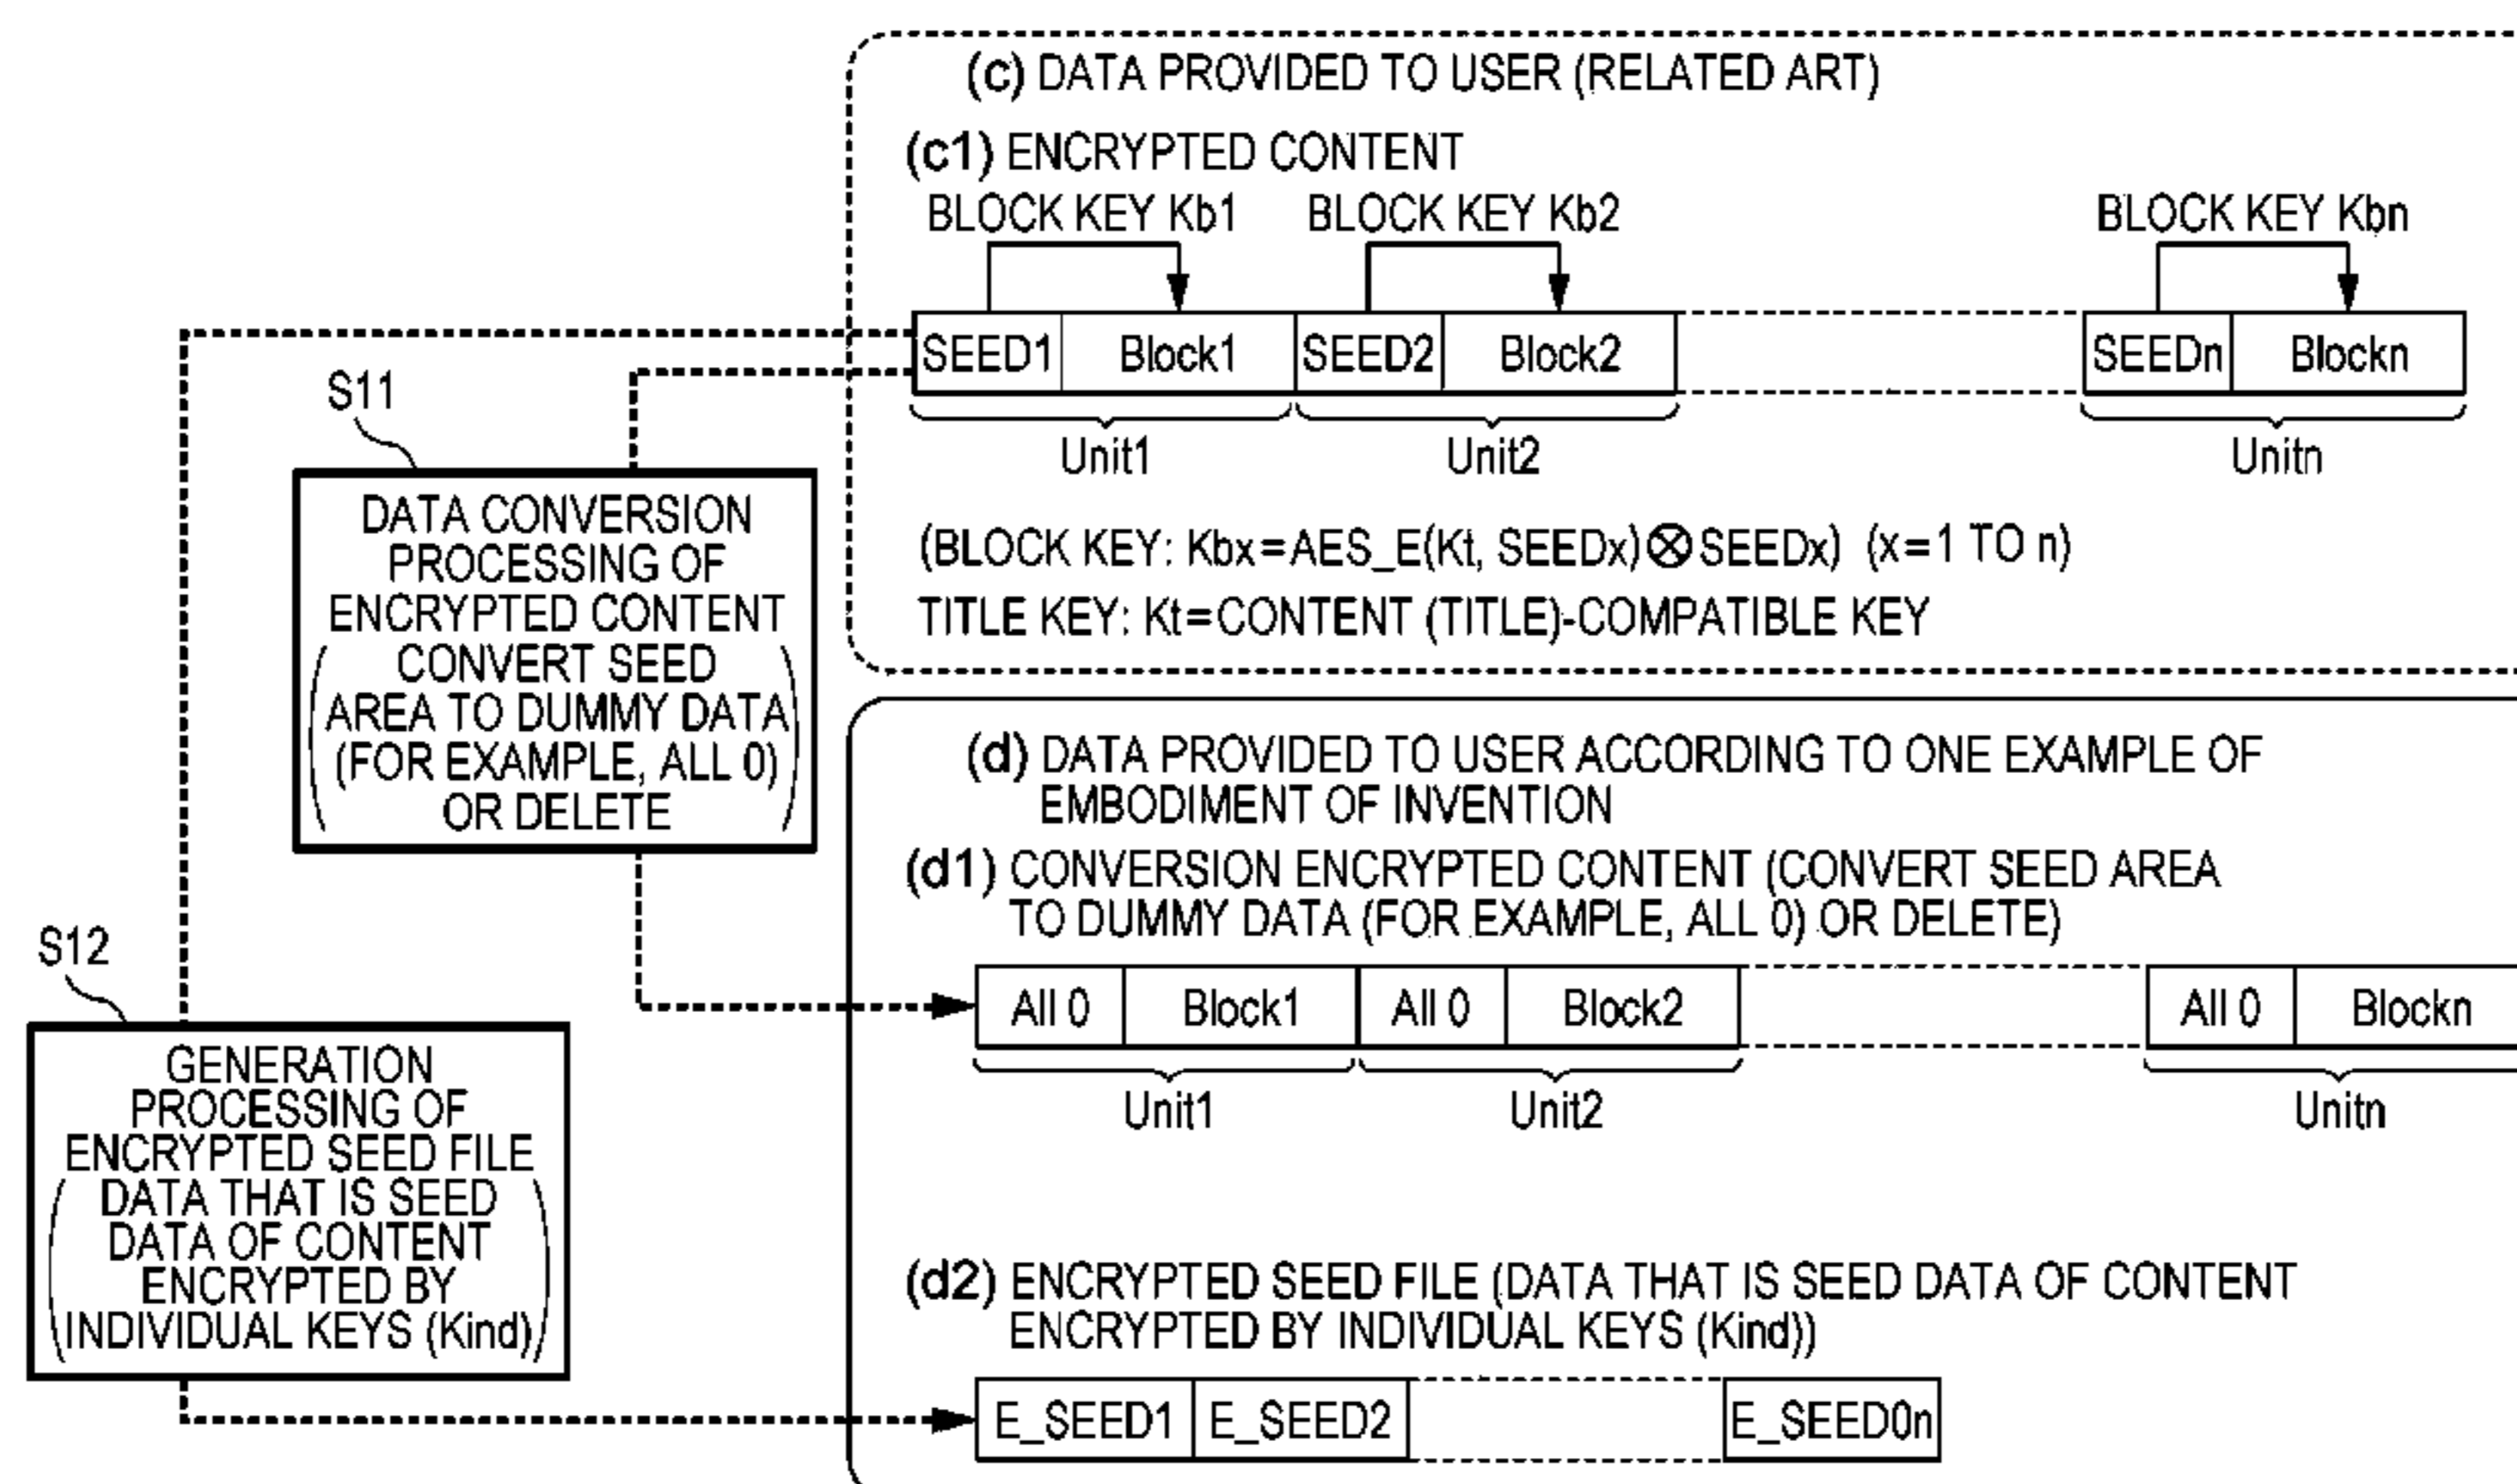 (c) DATA PROVIDED TO USER (RELATED ART)
(c1) ENCRYPTED CONTENT
BLOCK KEY Kb1 BLOCK KEY Kb2 BLOCK KEY Kbn
SEED1 Block1 SEED2 Block2 SEEDn Blockn
Unit1 Unit2 Unitn
(BLOCK KEY: Kbx=AES_E(Kt, SEEDx)⊗SEEDx) (x=1 TO n)
TITLE KEY: Kt=CONTENT (TITLE)-COMPATIBLE KEY
S11
DATA CONVERSION
PROCESSING OF
ENCRYPTED CONTENT
(CONVERT SEED
AREA TO DUMMY DATA
(FOR EXAMPLE, ALL 0)
OR DELETE)
(d) DATA PROVIDED TO USER ACCORDING TO ONE EXAMPLE OF
EMBODIMENT OF INVENTION
(d1) CONVERSION ENCRYPTED CONTENT (CONVERT SEED AREA
TO DUMMY DATA (FOR EXAMPLE, ALL 0) OR DELETE)
All 0 Block1 All 0 Block2 All 0 Blockn
Unit1 Unit2 Unitn
S12
GENERATION
PROCESSING OF
ENCRYPTED SEED FILE
(DATA THAT IS SEED
DATA OF CONTENT
ENCRYPTED BY
INDIVIDUAL KEYS (Kind))
(d2) ENCRYPTED SEED FILE (DATA THAT IS SEED DATA OF CONTENT
ENCRYPTED BY INDIVIDUAL KEYS (Kind))
E_SEED1 E_SEED2 E_SEED0n